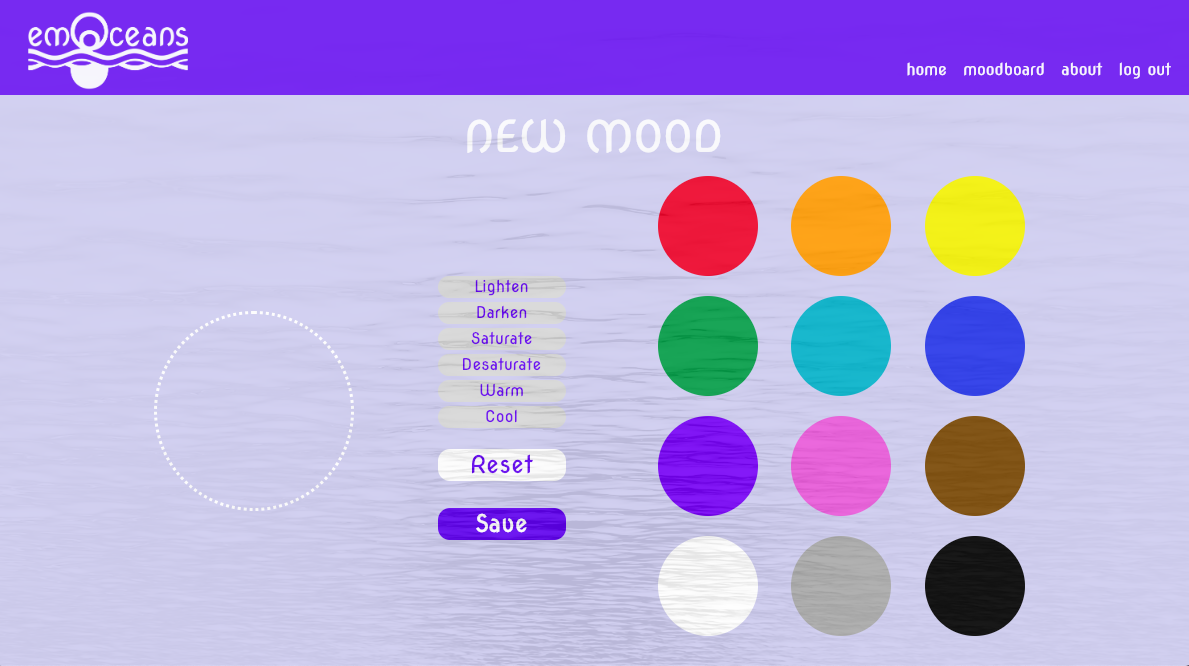 emOceans
home moodboard about log out
NEW MOOD
Lighten
Darken
Saturate
Desaturate
Warm
Cool
Reset
Save